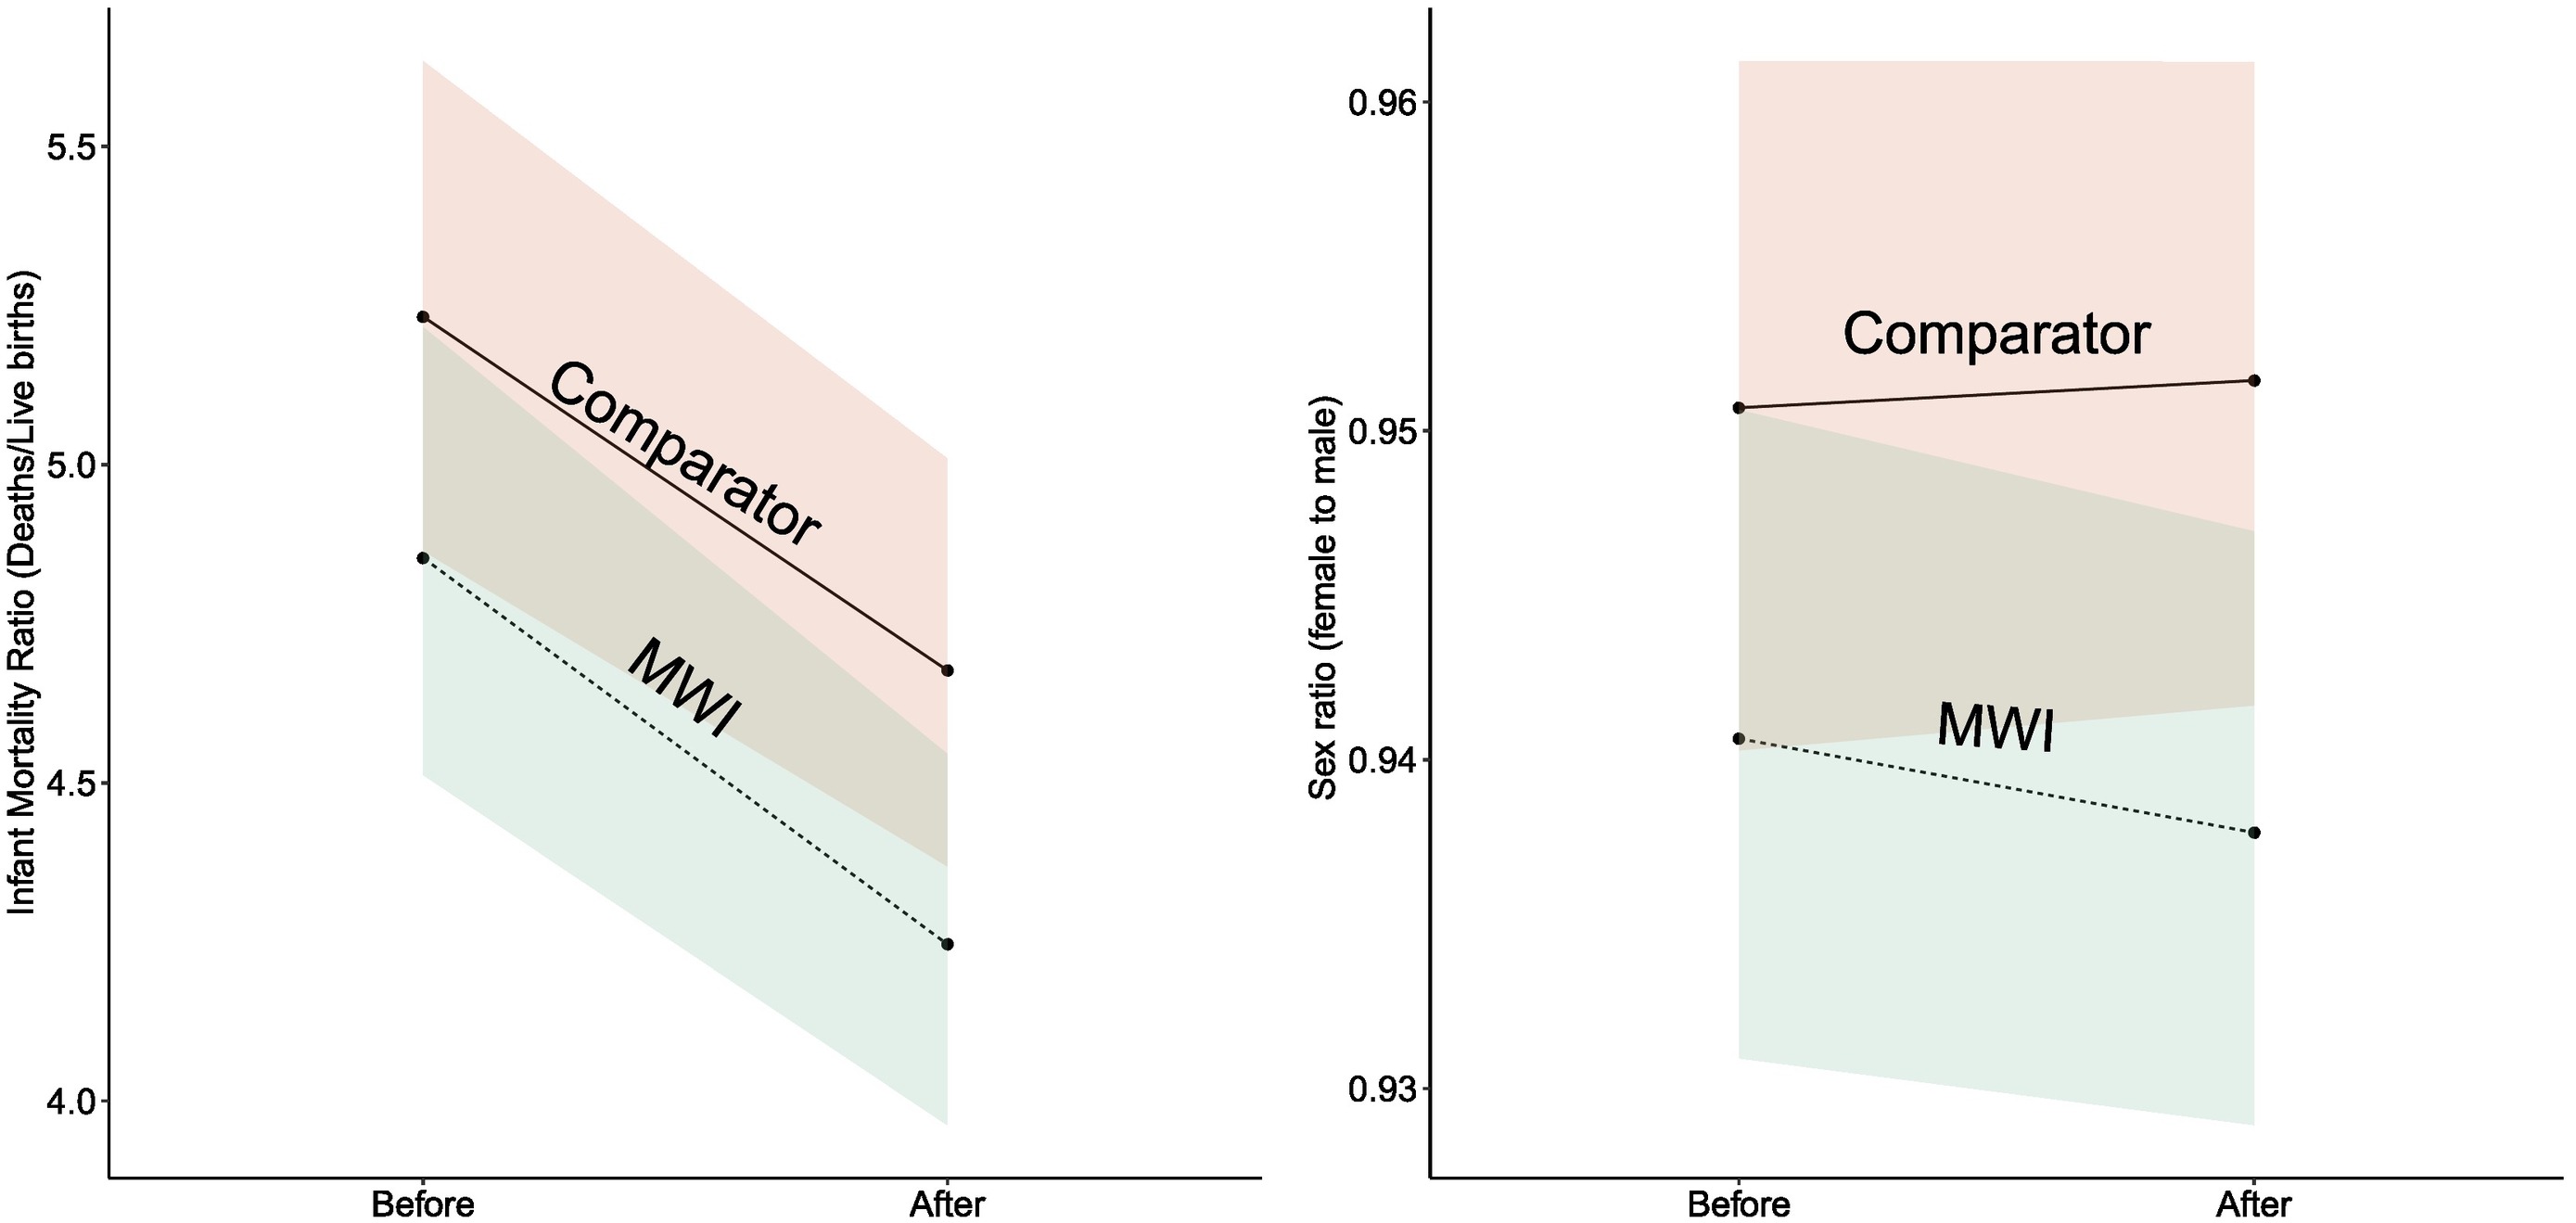 Infant Mortality Ratio (Deaths/Live births)
5.5
5.0
4.5
4.0
Comparator
MWI
Before After
Sex ratio (female to male)
0.96
0.95
0.94
0.93
Comparator
MWI
Before After